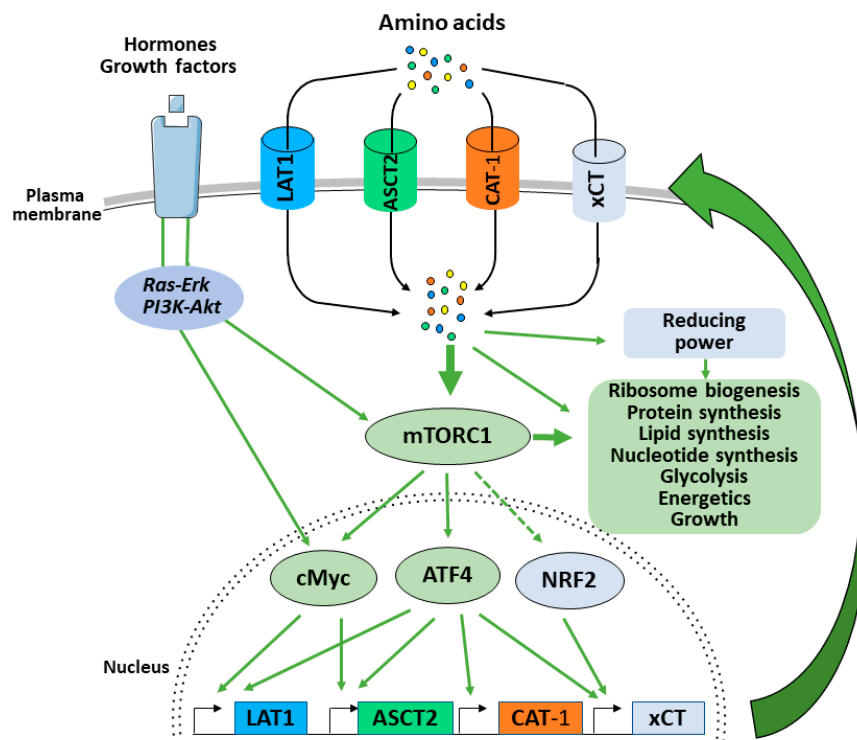 Amino acids
Hormones
Growth factors
LAT1
ASCT2
CAT-1
xCT
Plasma
membrane
Ras-Erk
PI3K-Akt
Reducing
power
Ribosome biogenesis
Protein synthesis
Lipid synthesis
Nucleotide synthesis
Glycolysis
Energetics
Growth
mTORC1
cMyc
ATF4
NRF2
Nucleus
LAT1
ASCT2
CAT-1
xCT